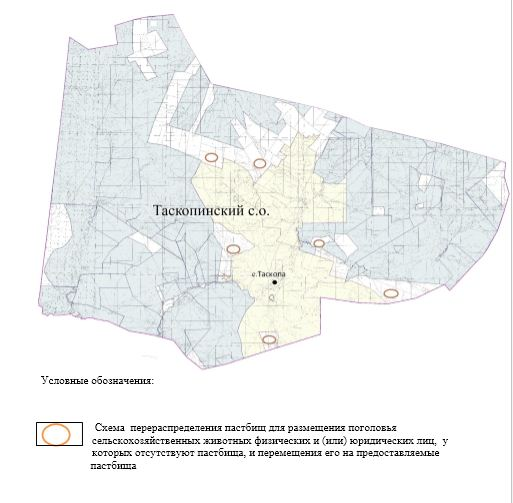 Таскопинский с.о.
с.Таскопа
Условные обозначения:
Схема перераспределения пастбищ для размещения поголовья
сельскохозяйственных животных физических и (или) юридических лиц, у
которых отсутствуют пастбища, и перемещения его на предоставляемые
пастбища